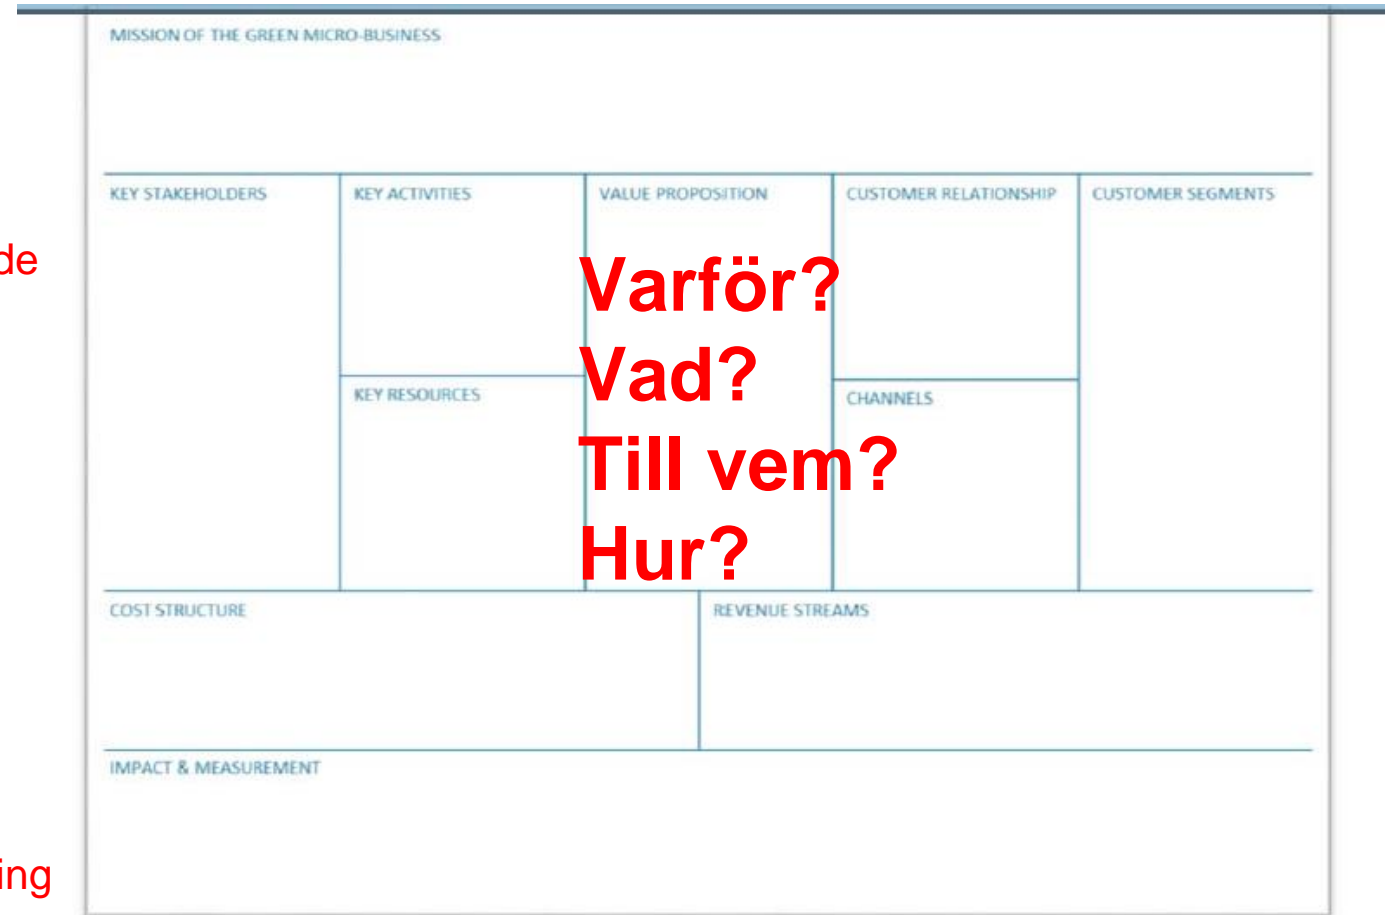 MISSION OF THE GREEN MICRO-BUSINESS
KEY STAKEHOLDERS
KEY ACTIVITIES
VALUE PROPOSITION
CUSTOMER RELATIONSHIP
CUSTOMER SEGMENTS
de
Varför?
Vad?
KEY RESOURCES
CHANNELS
Till vem?
Hur?
COST STRUCTURE
REVENUE STREAMS
IMPACT & MEASUREMENT
ing